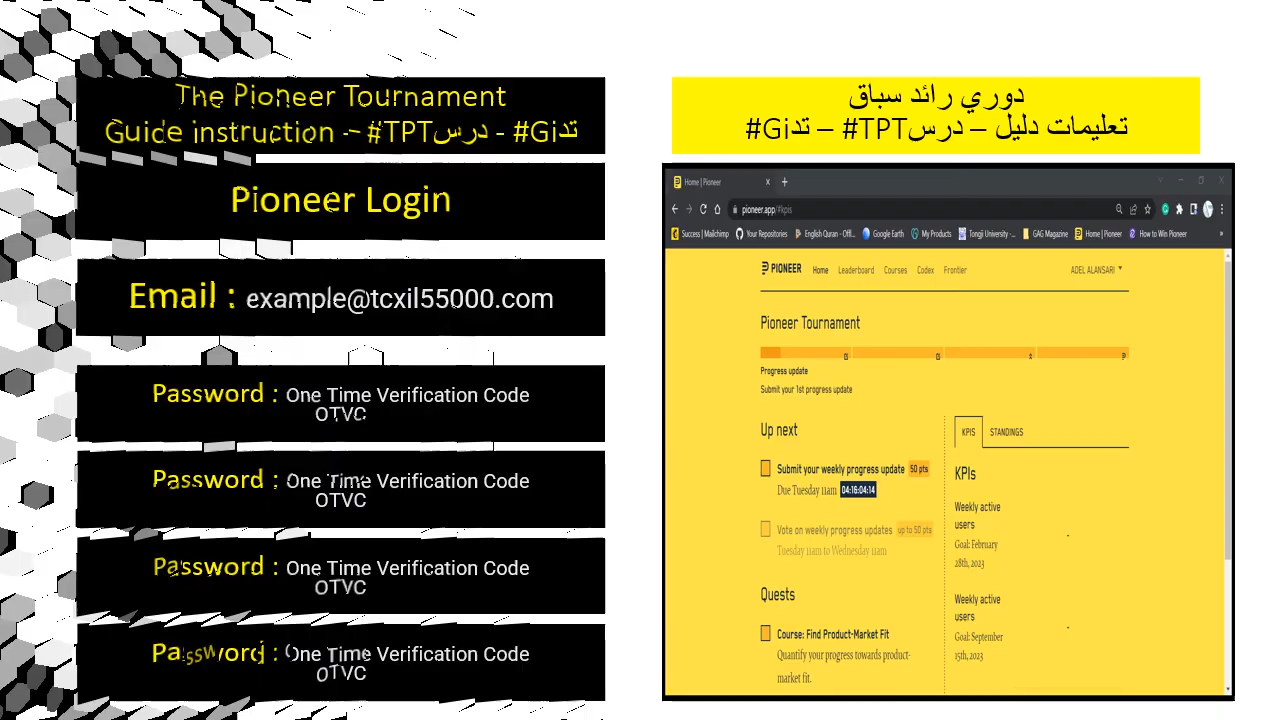 The Pioneer Tournament
Guide instruction - – #TPTدرس - #Giتد
Pioneer Login
Email : example@tcxil55000.com
Password : One Time Verification Code
OTVC
Password : One Time Verification Code
OTVC
Password : One Time Verification Code
OTVC
Password : One Time Verification Code
OTVC
دوري رائد سباق
تعليمات دليل – درسTPT# – تدGi#
Home | Pioneer
pioneer.app/#kpis
Success | Mailchimp
Your Repositories
English Quran - Offl...
Google Earth
My Products
Tongji University -...
GAG Magazine
Home | Pioneer
How to Win Pioneer
PIONEER
Home
Leaderboard
Courses
Codex
Frontier
ADEL ALANSARI
Pioneer Tournament
Progress update
Submit your 1st progress update
Up next
Submit your weekly progress update 50 pts
Due Tuesday 11am 04:16:04:14
Vote on weekly progress updates up to 50 pts
Tuesday 11am to Wednesday 11am
Quests
Course: Find Product-Market Fit
Quantify your progress towards product-
market fit.
KPIS
STANDINGS
KPIs
Weekly active
users
Goal: February
28th, 2023
Weekly active
users
Goal: September
15th, 2023